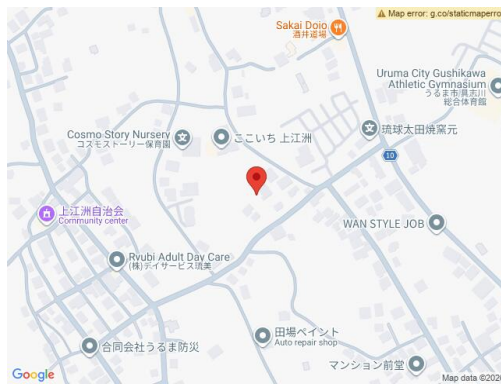 Map error: g.co/staticmaperro
Sakai Dojo
酒井道場
Uruma City Gushikawa
Athletic Gymnasium
うるま市具志川
総合体育館
Cosmo Story Nursery
コスモストーリー保育園
ここいち 上江洲
琉球太田焼窯元
10
上江洲自治会
Community center
WAN STYLE JOB
Ryubi Adult Day Care
(株)デイサービス琉美
田場ペイント
Auto repair shop
合同会社うるま防災
マンション前堂
Google
Map data ©202